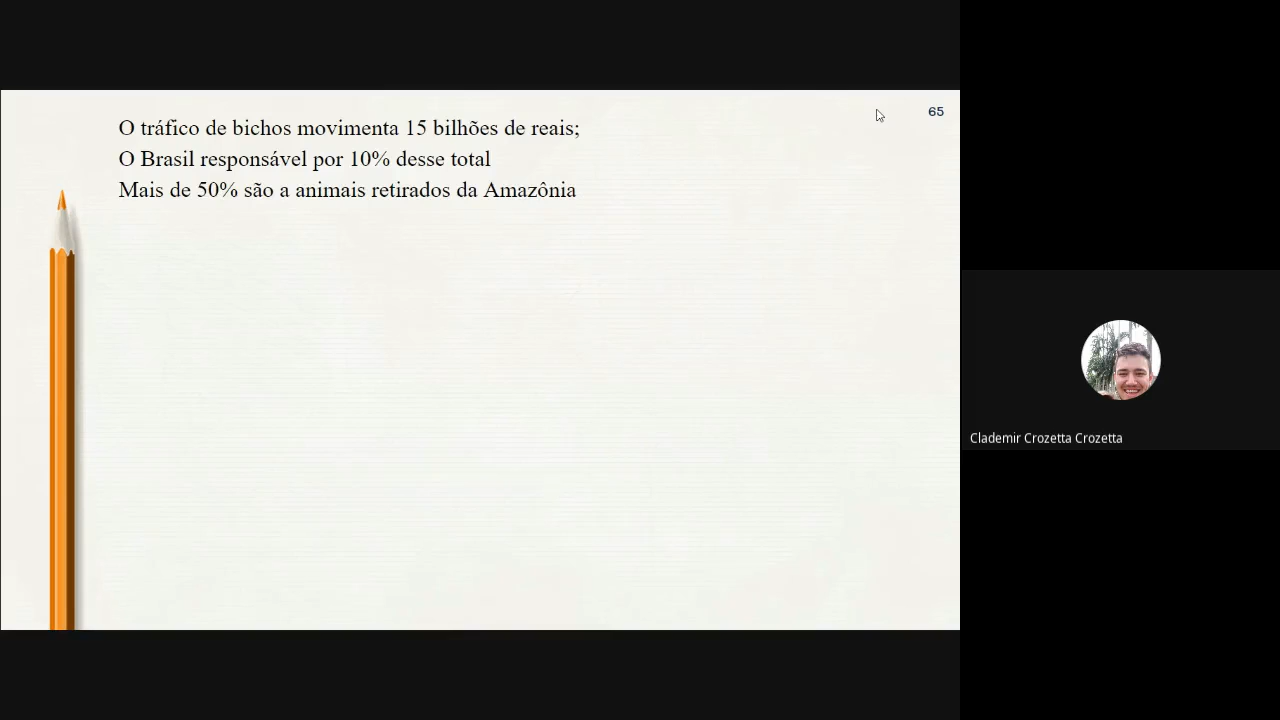 65
O tráfico de bichos movimenta 15 bilhões de reais;
O Brasil responsável por 10% desse total
Mais de 50% são a animais retirados da Amazônia
Clademir Crozetta Crozetta